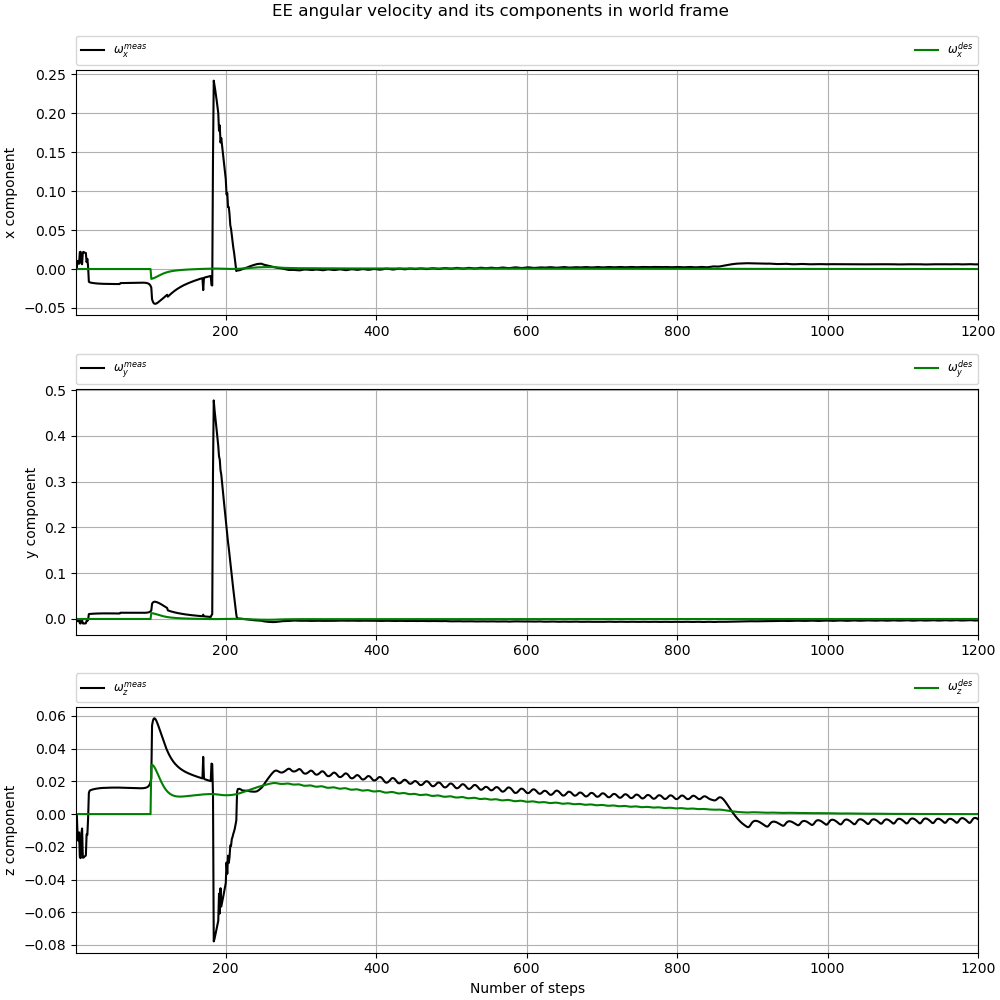 EE angular velocity and its components in world frame
ω_x^meas ω_x^des
0.25
0.20
0.15
0.10
0.05
0.00
−0.05
x component
200 400 600 800 1000 1200
ω_y^meas ω_y^des
0.5
0.4
0.3
0.2
0.1
0.0
y component
200 400 600 800 1000 1200
ω_z^meas ω_z^des
0.06
0.04
0.02
0.00
−0.02
−0.04
−0.06
−0.08
z component
200 400 600 800 1000 1200
Number of steps